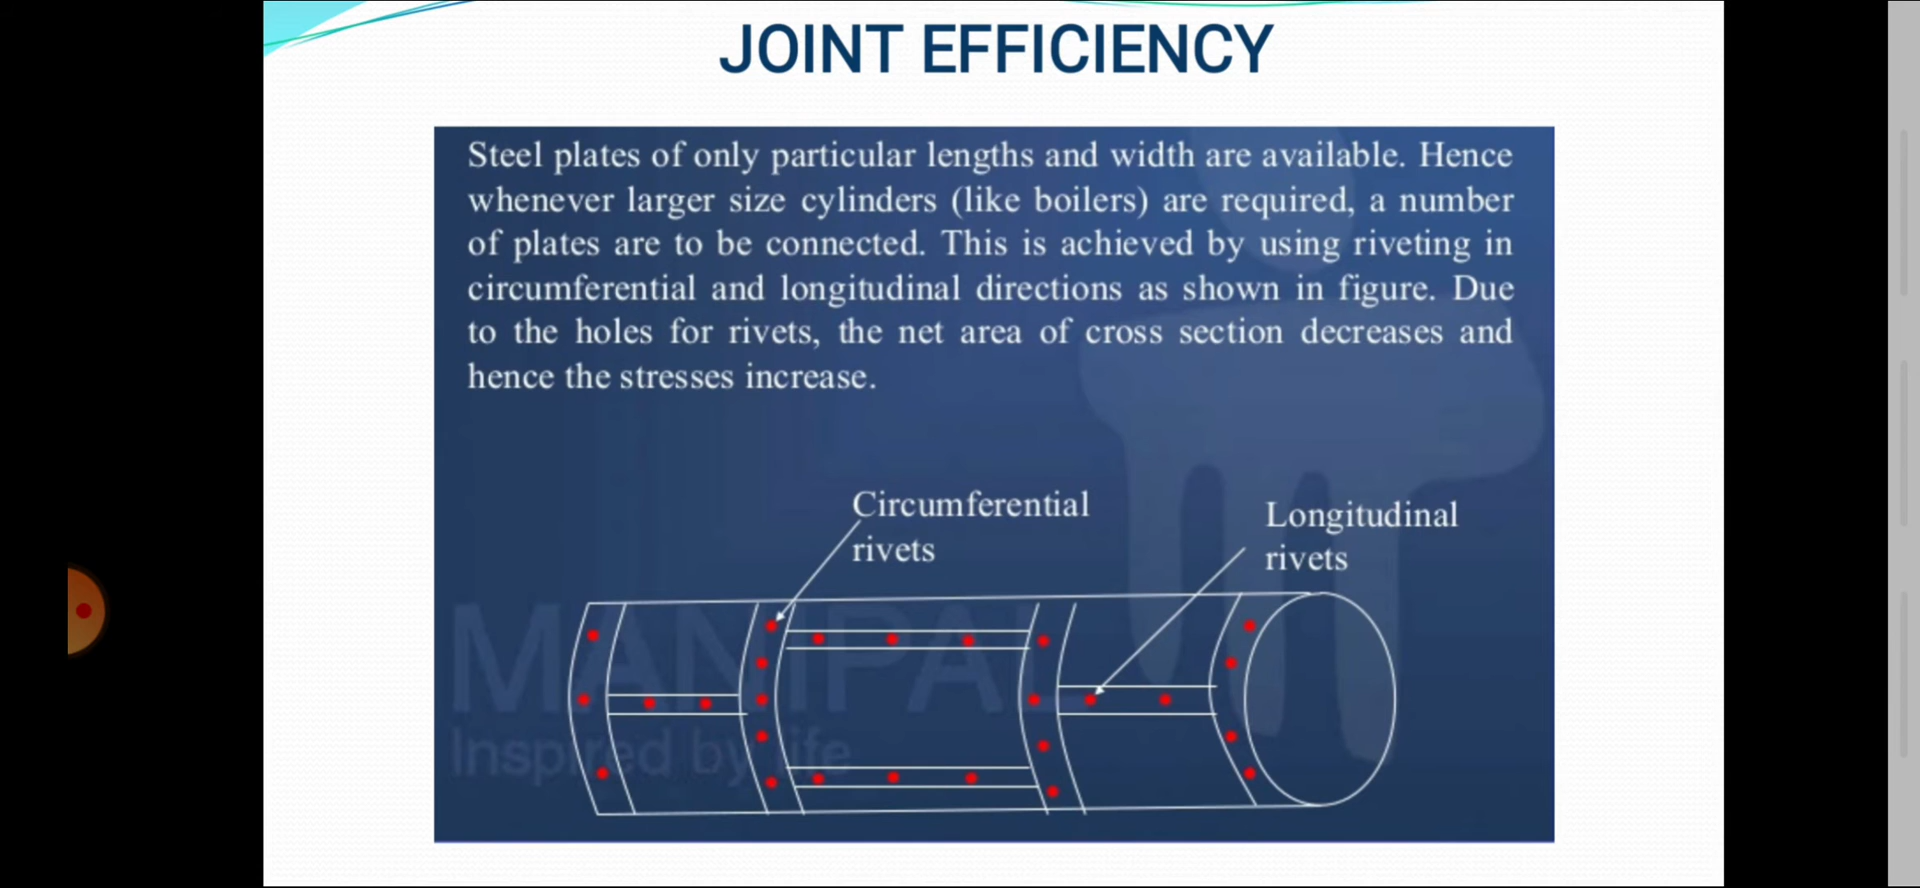 JOINT EFFICIENCY
Steel plates of only particular lengths and width are available. Hence
whenever larger size cylinders (like boilers) are required, a number
of plates are to be connected. This is achieved by using riveting in
circumferential and longitudinal directions as shown in figure. Due
to the holes for rivets, the net area of cross section decreases and
hence the stresses increase.
Circumferential
rivets
Longitudinal
rivets
MANIPAL
Inspired by life